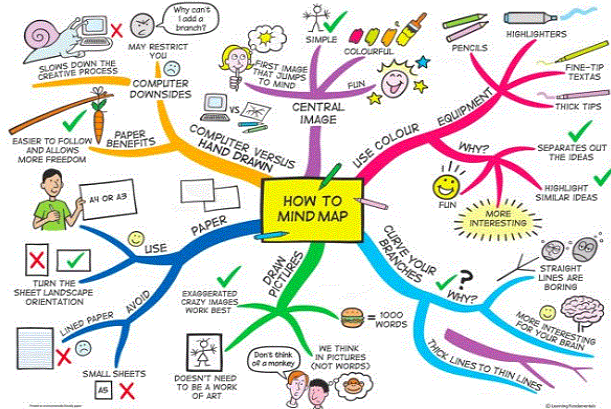 HOW TO
MIND MAP
CENTRAL
IMAGE
FIRST IMAGE
THAT JUMPS
TO MIND
SIMPLE
COLOURFUL
FUN
USE COLOUR
EQUIPMENT
PENCILS
HIGHLIGHTERS
FINE-TIP
TEXTAS
THICK TIPS
WHY?
SEPARATES OUT
THE IDEAS
HIGHLIGHT
SIMILAR IDEAS
MORE
INTERESTING
FUN
CURVE YOUR
BRANCHES
?
WHY?
STRAIGHT
LINES ARE
BORING
MORE INTERESTING
FOR YOUR BRAIN
THICK LINES TO THIN LINES
DRAW
PICTURES
= 1000
WORDS
WE THINK
IN PICTURES
(NOT WORDS)
Don't think
of a monkey
DOESN'T NEED
TO BE A WORK
OF ART
EXAGGERATED
CRAZY IMAGES
WORK BEST
PAPER
USE
A4 OR A3
TURN THE
SHEET LANDSCAPE
ORIENTATION
AVOID
LINED PAPER
SMALL SHEETS
A5
COMPUTER VERSUS
HAND DRAWN
VS
COMPUTER
DOWNSIDES
SLOWS DOWN THE
CREATIVE PROCESS
MAY RESTRICT
YOU
Why can't
I add a
branch?
PAPER
BENEFITS
EASIER TO FOLLOW
AND ALLOWS
MORE FREEDOM
© Learning Fundamentals